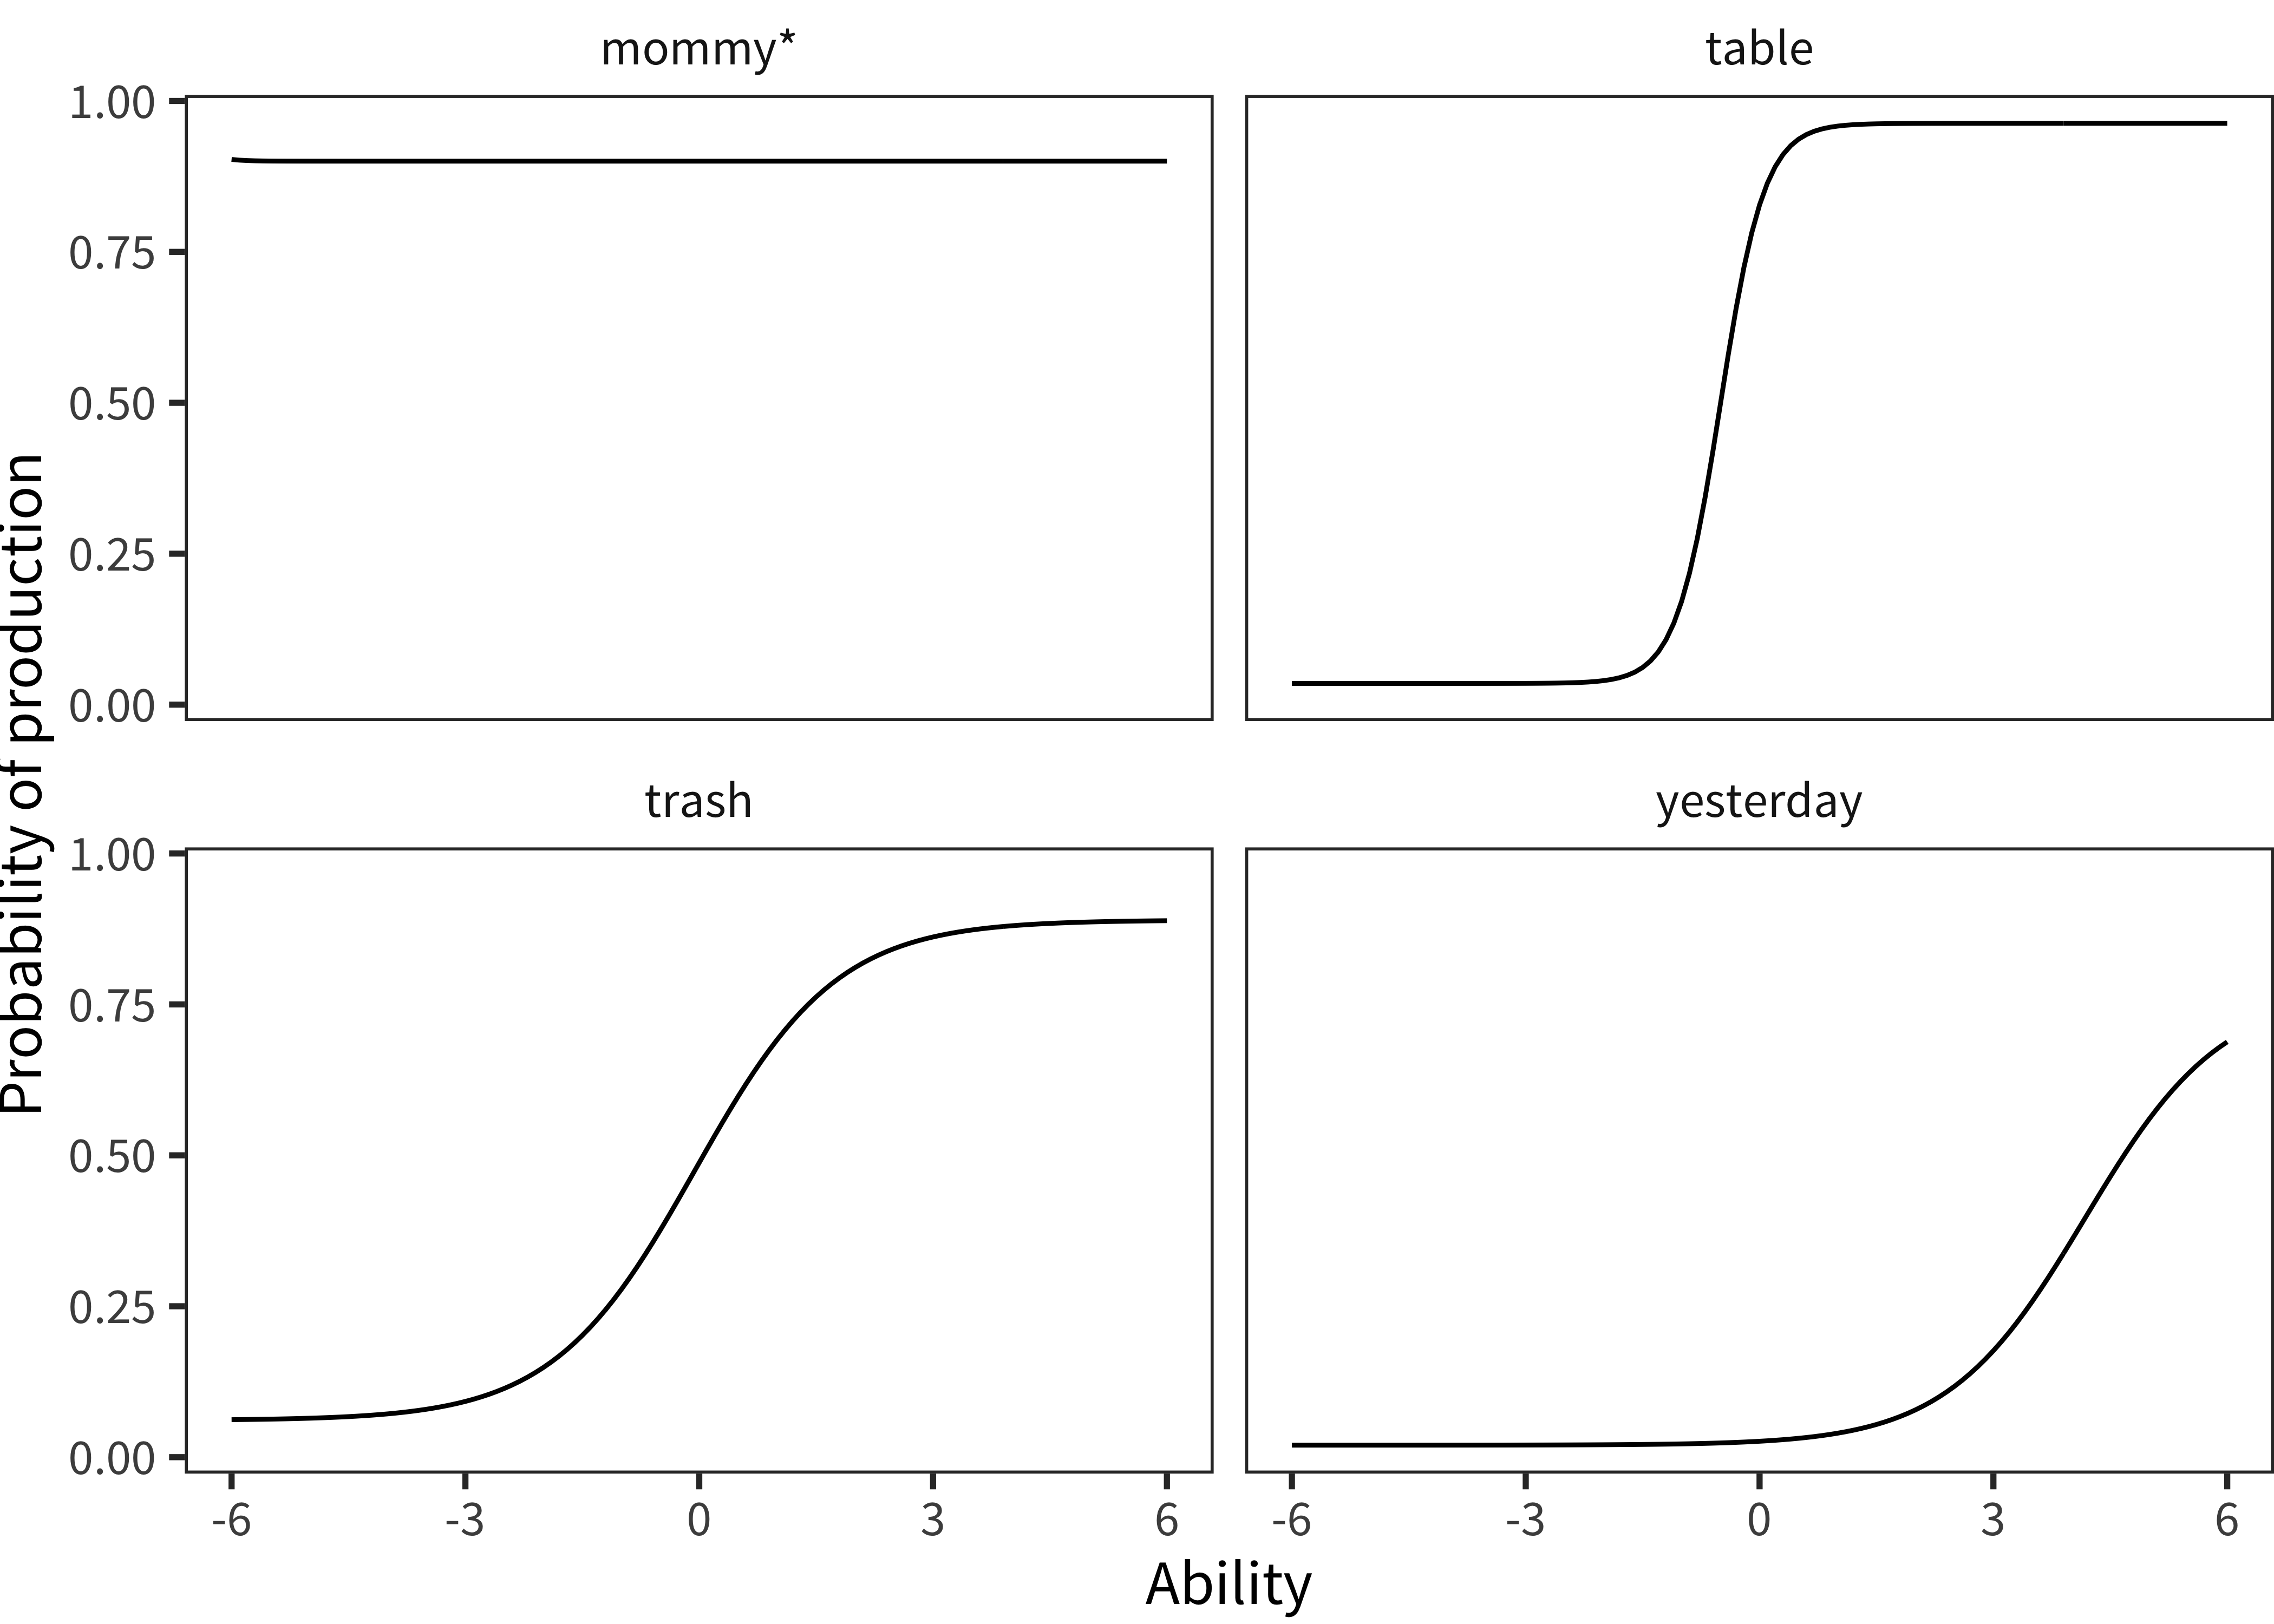 mommy*
table
1.00
0.75
0.50
0.25
0.00
trash
yesterday
1.00
0.75
0.50
0.25
0.00
-6 -3 0 3 6
-6 -3 0 3 6
Ability
Probability of production